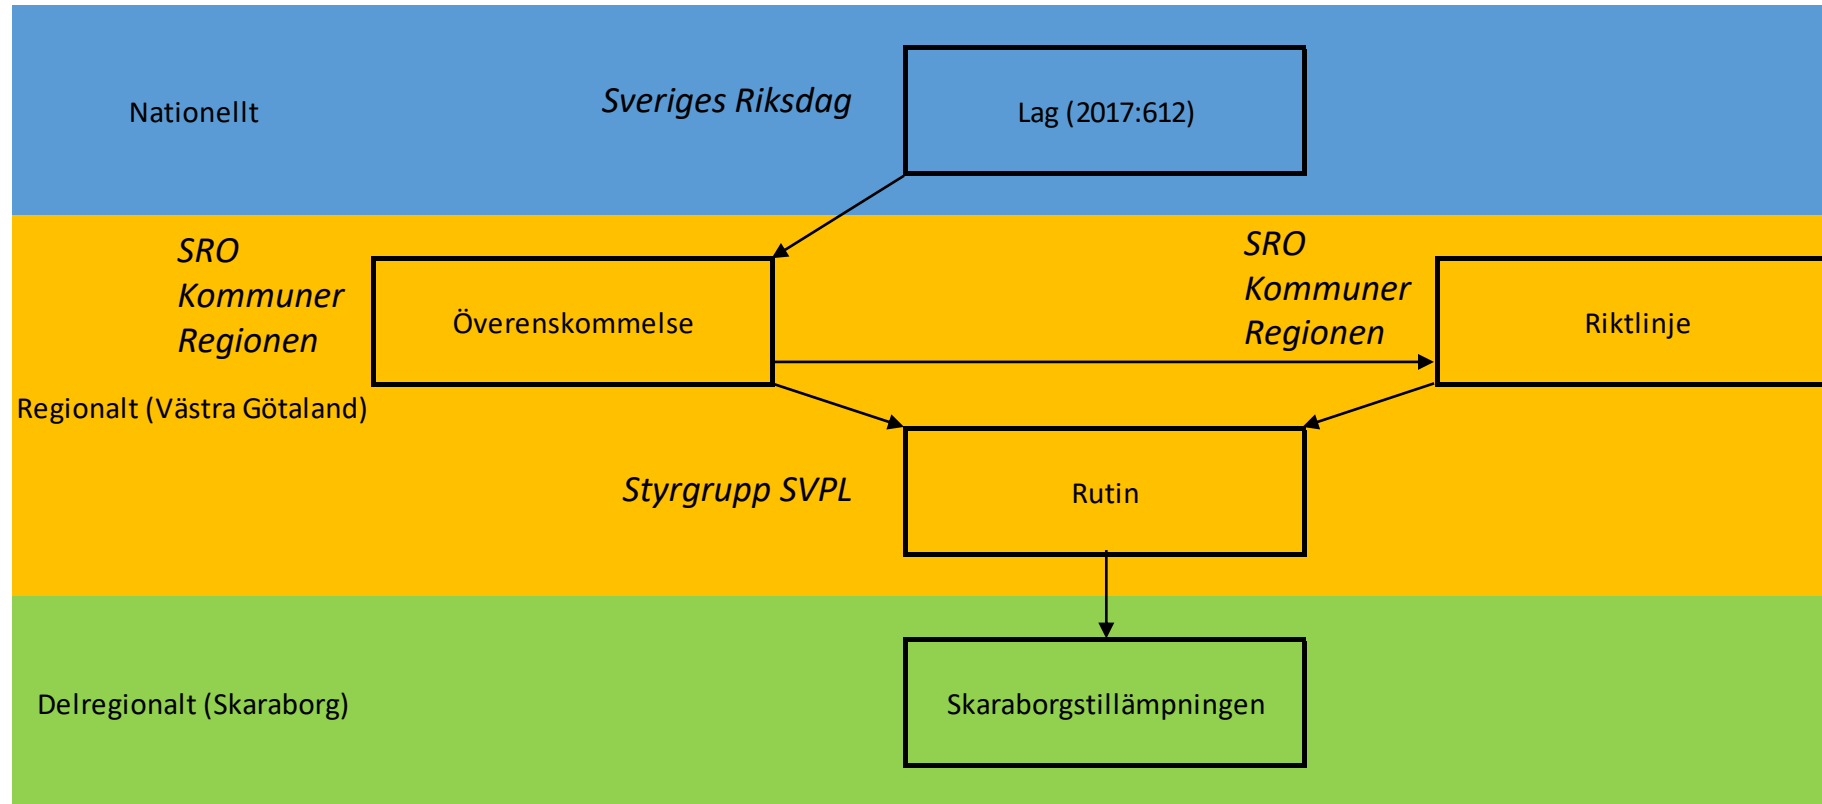 Nationellt
Sveriges Riksdag
Lag (2017:612)
SRO
Kommuner
Regionen
Överenskommelse
SRO
Kommuner
Regionen
Riktlinje
Regionalt (Västra Götaland)
Styrgrupp SVPL
Rutin
Delregionalt (Skaraborg)
Skaraborgstillämpningen